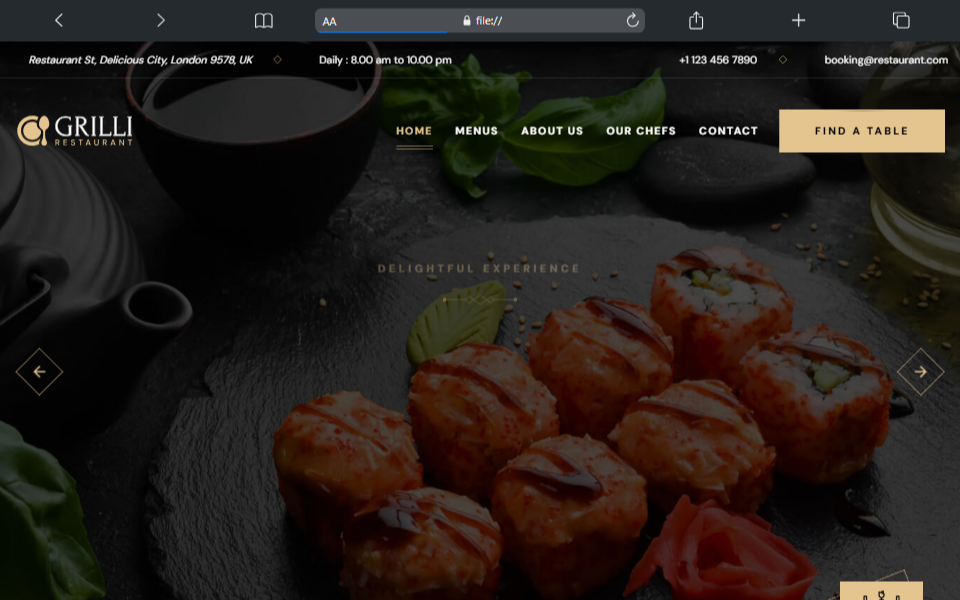 AA
file://
Restaurant St, Delicious City, London 9578, UK
Daily : 8.00 am to 10.00 pm
+1 123 456 7890
booking@restaurant.com
GRILLI
RESTAURANT
HOME
MENUS
ABOUT US
OUR CHEFS
CONTACT
FIND A TABLE
DELIGHTFUL EXPERIENCE